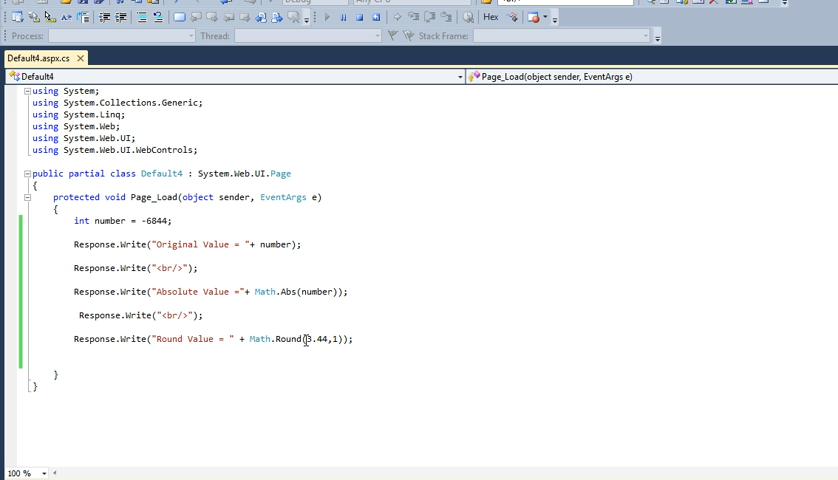 Hex
Process:
Thread:
Stack Frame:
Default4.aspx.cs
Default4
Page_Load(object sender, EventArgs e)
using System;
using System.Collections.Generic;
using System.Linq;
using System.Web;
using System.Web.UI;
using System.Web.UI.WebControls;
public partial class Default4 : System.Web.UI.Page
{
protected void Page_Load(object sender, EventArgs e)
{
int number = -6844;
Response.Write("Original Value = "+ number);
Response.Write("<br/>");
Response.Write("Absolute Value ="+ Math.Abs(number));
Response.Write("<br/>");
Response.Write("Round Value = " + Math.Round(3.44,1));
}
}
100 %